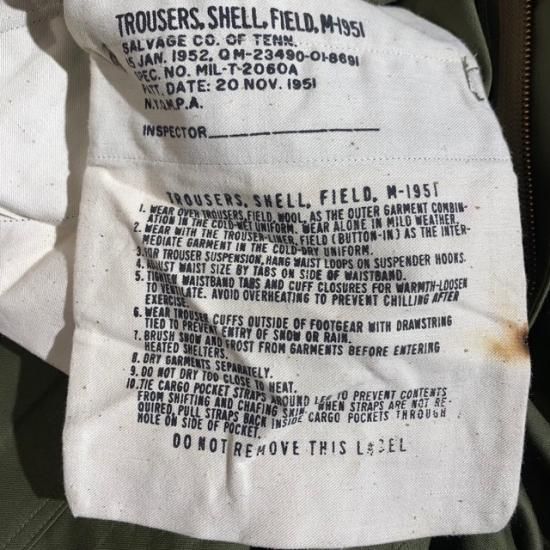 TROUSERS, SHELL, FIELD, M-1951
SALVAGE CO. OF TENN.
15 JAN. 1952, QM-23490-OI-8691
SPEC. NO. MIL-T-2060A
PATT. DATE: 20 NOV. 1951
N.Y.Q.M.P.A.
INSPECTOR
TROUSERS, SHELL, FIELD, M-1951
1. WEAR OVER TROUSERS, FIELD, WOOL, AS THE OUTER GARMENT COMBIN-
ATION IN THE COLD-WET UNIFORM. WEAR ALONE IN MILD WEATHER.
2. WEAR WITH THE TROUSER-LINER, FIELD (BUTTON-IN) AS THE INTER-
MEDIATE GARMENT IN THE COLD-DRY UNIFORM.
3. FOR TROUSER SUSPENSION, HANG WAIST LOOPS ON SUSPENDER HOOKS.
4. ADJUST WAIST SIZE BY TABS ON SIDE OF WAISTBAND.
5. TIGHTEN WAISTBAND TABS AND CUFF CLOSURES FOR WARMTH-LOOSEN
TO VENTILATE. AVOID OVERHEATING TO PREVENT CHILLING AFTER
EXERCISE.
6. WEAR TROUSER CUFFS OUTSIDE OF FOOTGEAR WITH DRAWSTRING
TIED TO PREVENT ENTRY OF SNOW OR RAIN.
7. BRUSH SNOW AND FROST FROM GARMENTS BEFORE ENTERING
HEATED SHELTERS.
8. DRY GARMENTS SEPARATELY.
9. DO NOT DRY TOO CLOSE TO HEAT.
10. TIE CARGO POCKET STRAPS AROUND LEG TO PREVENT CONTENTS
FROM SHIFTING AND CHAFING SKIN. WHEN STRAPS ARE NOT RE-
QUIRED, PULL STRAPS BACK INSIDE CARGO POCKETS THROUGH
HOLE ON SIDE OF POCKET.
DO NOT REMOVE THIS LABEL